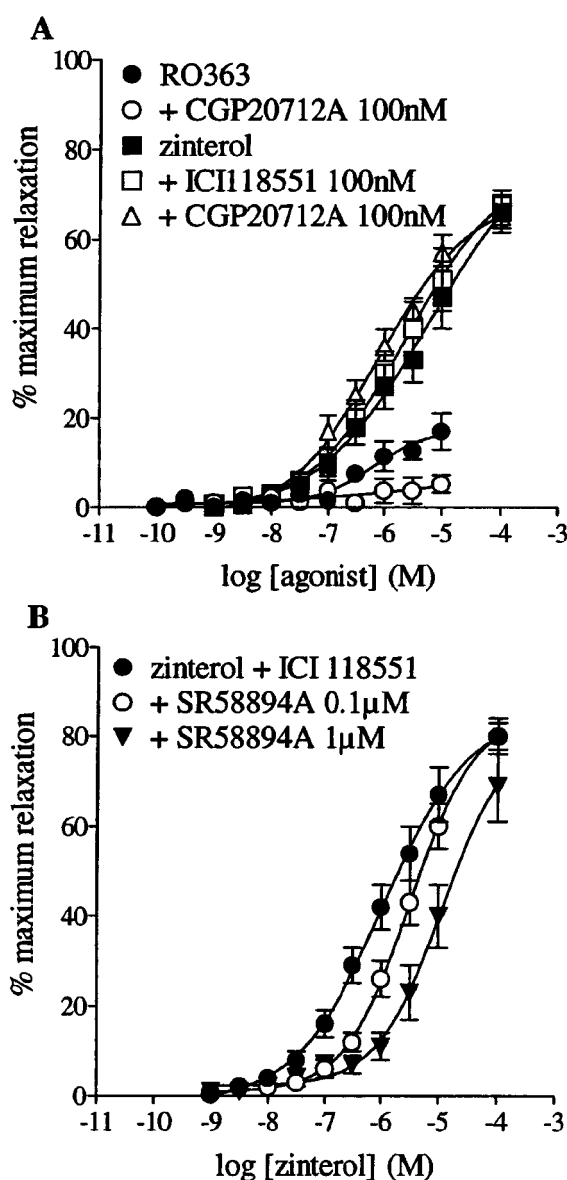 A
100
80
60
40
20
0
% maximum relaxation
RO363
+ CGP20712A 100nM
zinterol
+ ICI118551 100nM
+ CGP20712A 100nM
-11 -10 -9 -8 -7 -6 -5 -4 -3
log [agonist] (M)
B
100
80
60
40
20
0
% maximum relaxation
zinterol + ICI 118551
+ SR58894A 0.1µM
+ SR58894A 1µM
-11 -10 -9 -8 -7 -6 -5 -4 -3
log [zinterol] (M)